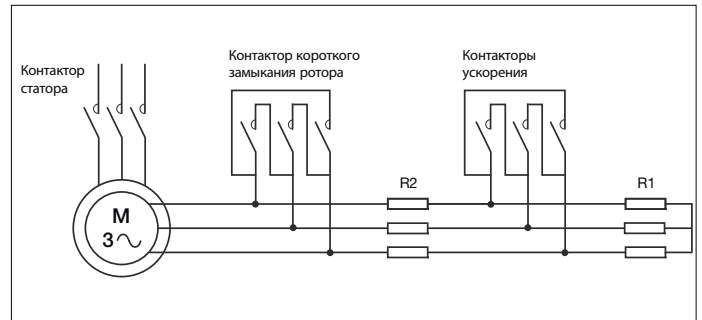 Контактор
статора
Контактор короткого
замыкания ротора
Контакторы
ускорения
R2
R1
M
3